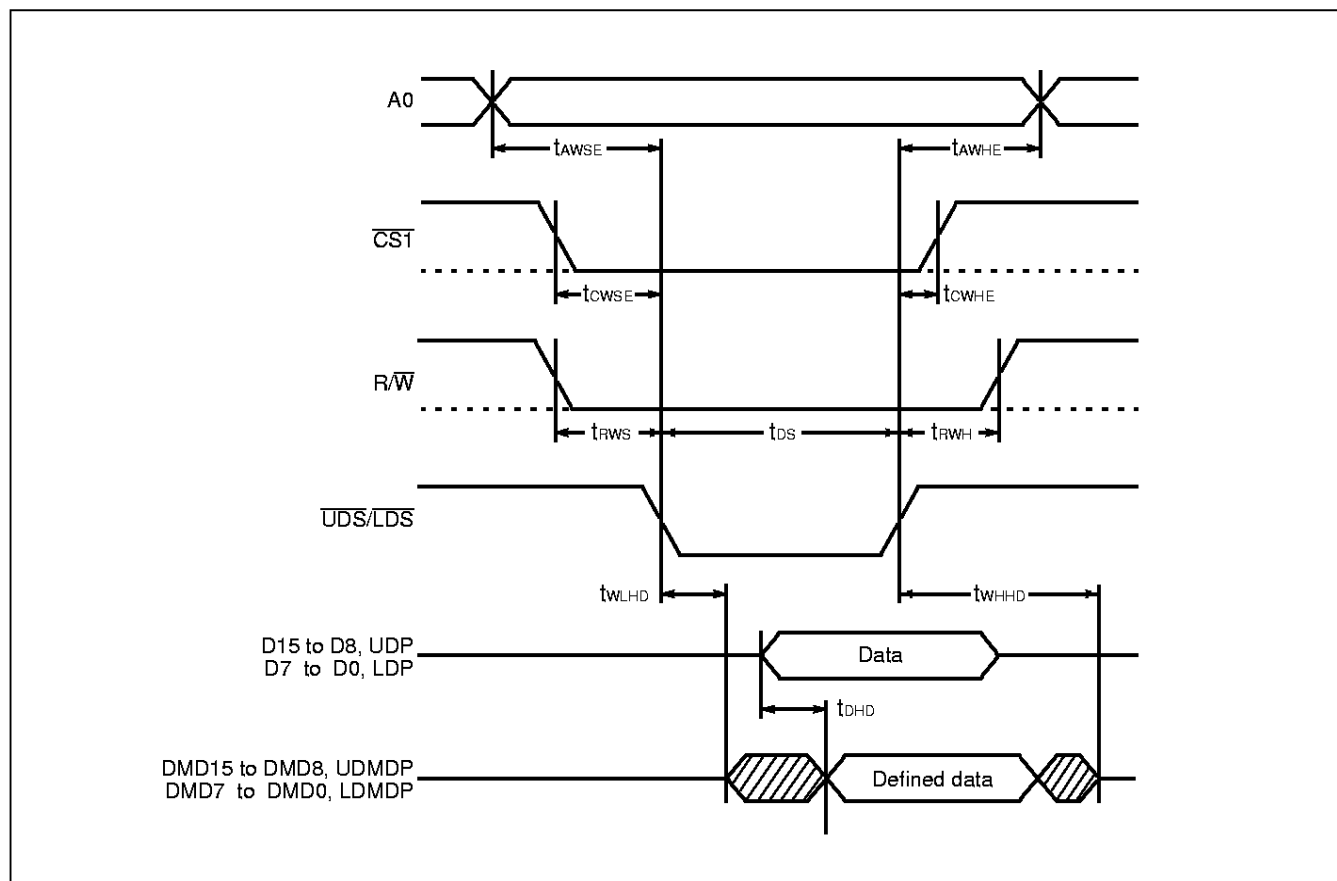 A0
tAWSE
tAWHE
CS1
tCWSE
tCWHE
R/W
tRWS
tDS
tRWH
UDS/LDS
tWLHD
tWHHD
D15 to D8, UDP
D7 to D0, LDP
Data
tDHD
DMD15 to DMD8, UDMDP
DMD7 to DMD0, LDMDP
Defined data